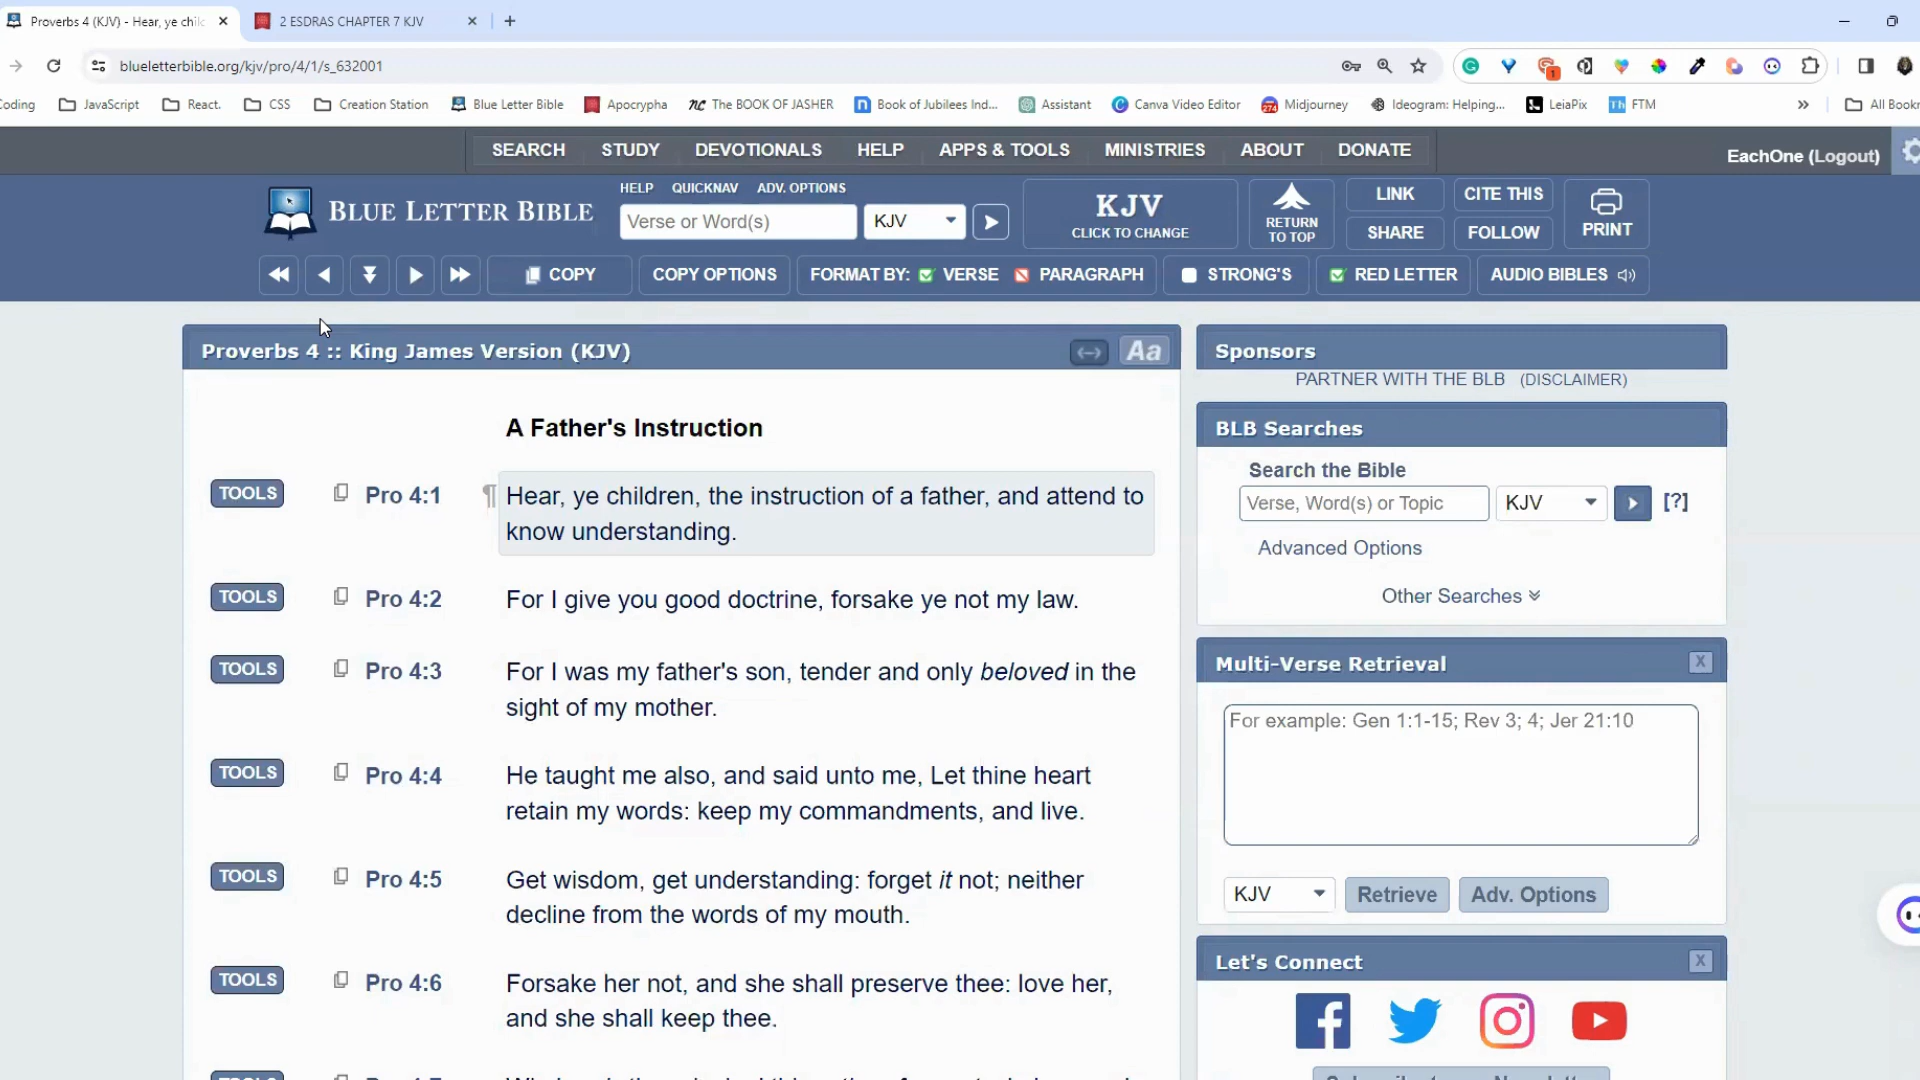 Proverbs 4 (KJV) - Hear, ye chil
2 ESDRAS CHAPTER 7 KJV
blueletterbible.org/kjv/pro/4/1/s_632001
1
oding JavaScript React. CSS Creation Station Blue Letter Bible Apocrypha NC The BOOK OF JASHER Book of Jubilees Ind... Assistant Canva Video Editor 274 Midjourney Ideogram: Helping... LeiaPix Th FTM » All Bookr
SEARCH STUDY DEVOTIONALS HELP APPS & TOOLS MINISTRIES ABOUT DONATE
EachOne (Logout)
HELP QUICKNAV ADV. OPTIONS
BLUE LETTER BIBLE
Verse or Word(s) KJV
KJV
CLICK TO CHANGE
RETURN
TO TOP
LINK
SHARE
CITE THIS
FOLLOW
PRINT
COPY COPY OPTIONS FORMAT BY: VERSE PARAGRAPH STRONG'S RED LETTER AUDIO BIBLES
Proverbs 4 :: King James Version (KJV)
Aa
A Father's Instruction
TOOLS Pro 4:1 ¶ Hear, ye children, the instruction of a father, and attend to
know understanding.
TOOLS Pro 4:2 For I give you good doctrine, forsake ye not my law.
TOOLS Pro 4:3 For I was my father's son, tender and only beloved in the
sight of my mother.
TOOLS Pro 4:4 He taught me also, and said unto me, Let thine heart
retain my words: keep my commandments, and live.
TOOLS Pro 4:5 Get wisdom, get understanding: forget it not; neither
decline from the words of my mouth.
TOOLS Pro 4:6 Forsake her not, and she shall preserve thee: love her,
and she shall keep thee.
Sponsors
PARTNER WITH THE BLB (DISCLAIMER)
BLB Searches
Search the Bible
Verse, Word(s) or Topic KJV [?]
Advanced Options
Other Searches
Multi-Verse Retrieval X
For example: Gen 1:1-15; Rev 3; 4; Jer 21:10
KJV Retrieve Adv. Options
Let's Connect X